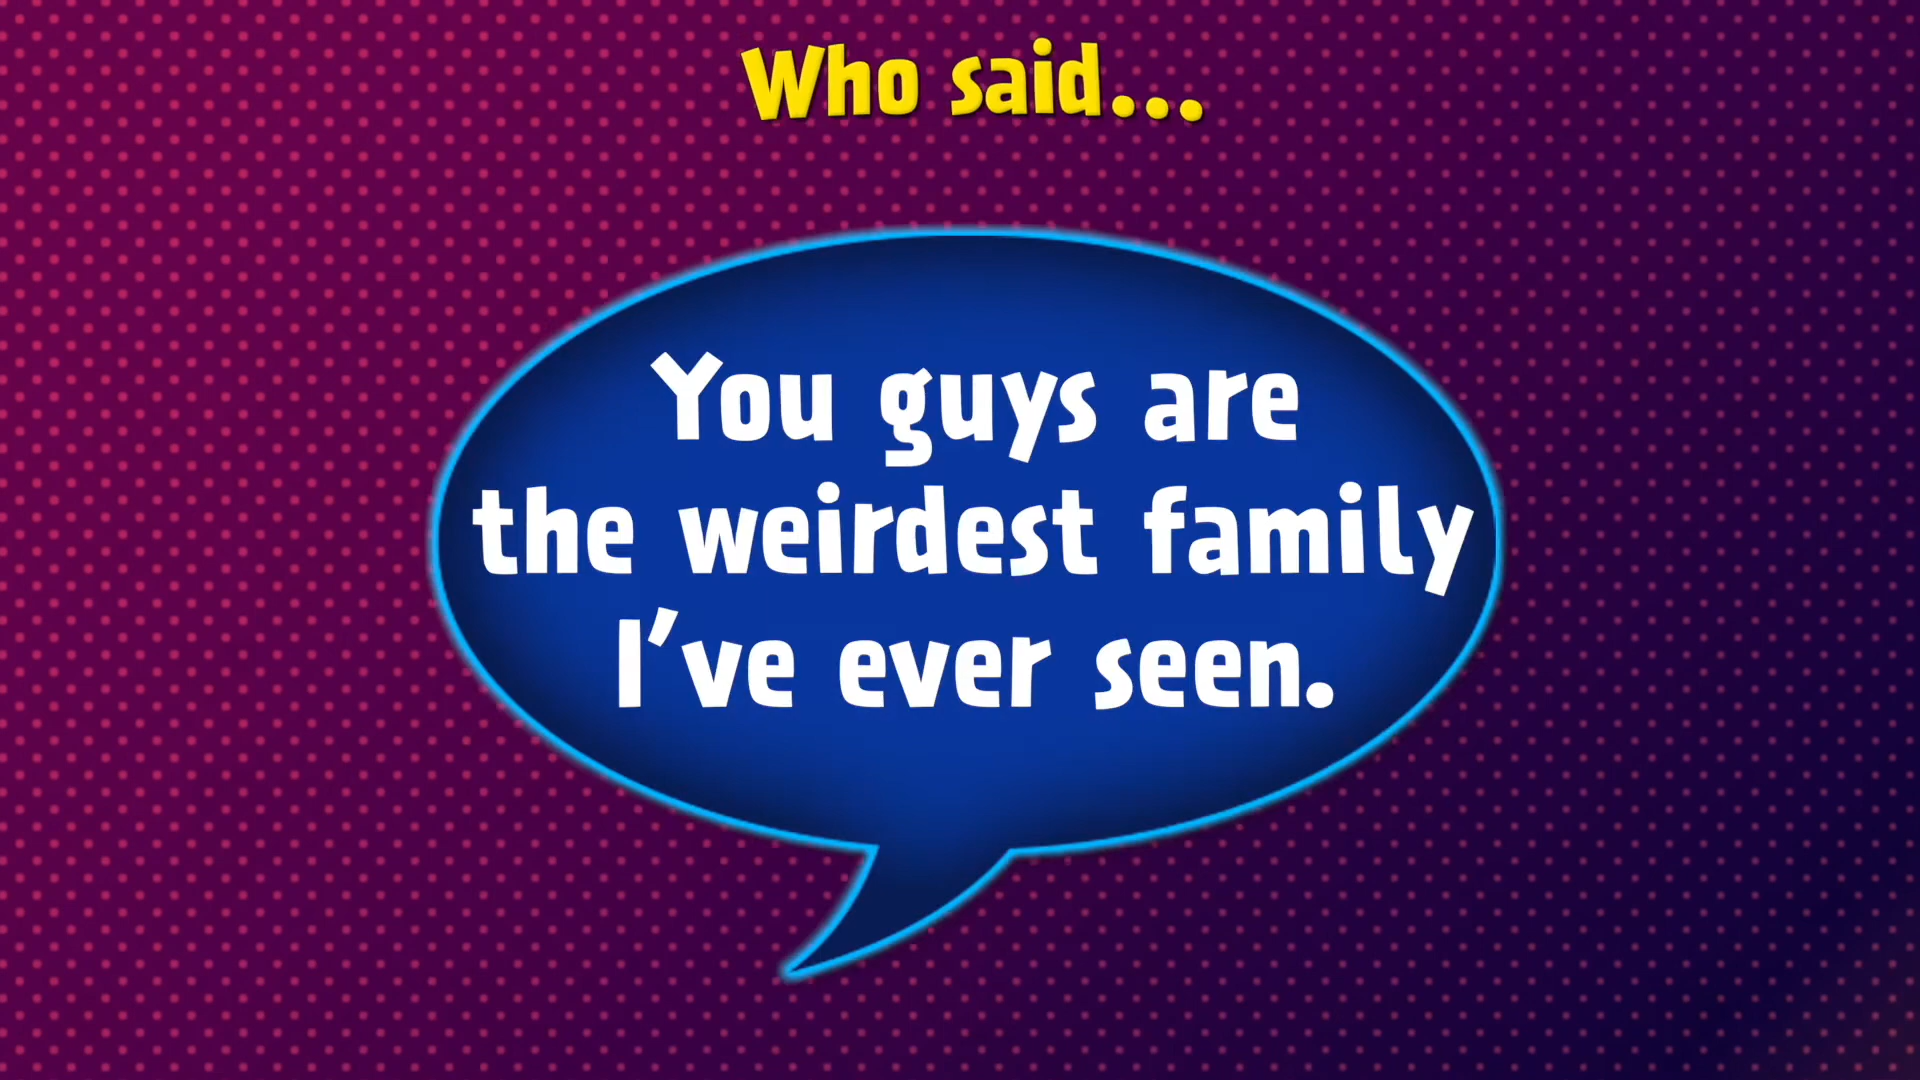 Who said...
You guys are
the weirdest family
I've ever seen.